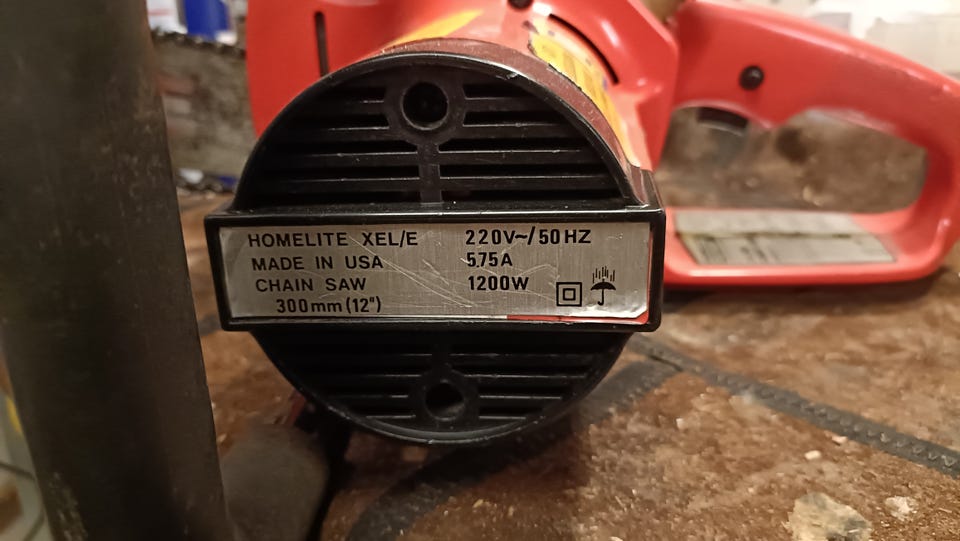 HOMELITE XEL/E 220V~/50HZ
MADE IN USA 5.75A
CHAIN SAW 1200W
300mm (12")